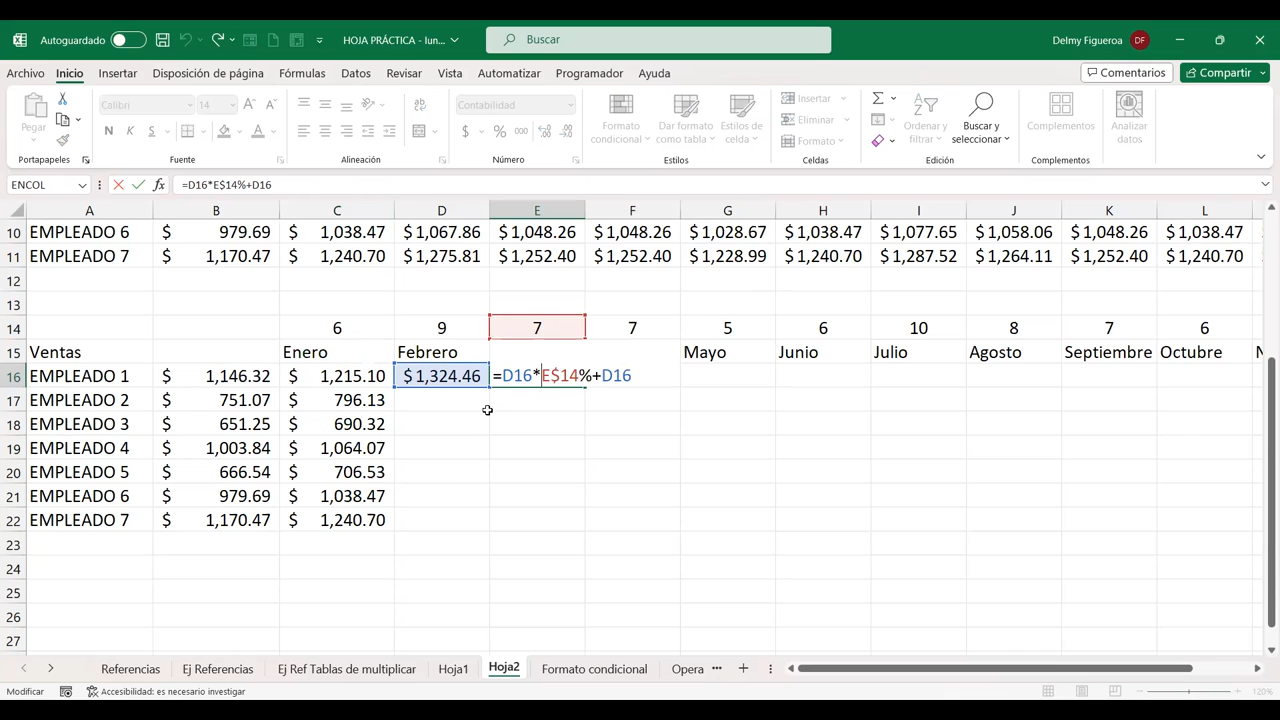 Autoguardado HOJA PRÁCTICA - lun... Buscar Delmy Figueroa DF
Archivo Inicio Insertar Disposición de página Fórmulas Datos Revisar Vista Automatizar Programador Ayuda Comentarios Compartir
Pegar Calibri 14 N K S Contabilidad $ % 000 Formato condicional Dar formato como tabla Estilos de celda Insertar Eliminar Formato Ordenar y filtrar Buscar y seleccionar Complementos Analizar datos
Portapapeles Fuente Alineación Número Estilos Celdas Edición Complementos
ENCOL fx =D16*E$14%+D16
A B C D E F G H I J K L
10 EMPLEADO 6 $ 979.69 $ 1,038.47 $ 1,067.86 $ 1,048.26 $ 1,048.26 $ 1,028.67 $ 1,038.47 $ 1,077.65 $ 1,058.06 $ 1,048.26 $ 1,038.47
11 EMPLEADO 7 $ 1,170.47 $ 1,240.70 $ 1,275.81 $ 1,252.40 $ 1,252.40 $ 1,228.99 $ 1,240.70 $ 1,287.52 $ 1,264.11 $ 1,252.40 $ 1,240.70
12
13
14 6 9 7 7 5 6 10 8 7 6
15 Ventas Enero Febrero Mayo Junio Julio Agosto Septiembre Octubre N
16 EMPLEADO 1 $ 1,146.32 $ 1,215.10 $ 1,324.46 =D16*E$14%+D16
17 EMPLEADO 2 $ 751.07 $ 796.13
18 EMPLEADO 3 $ 651.25 $ 690.32
19 EMPLEADO 4 $ 1,003.84 $ 1,064.07
20 EMPLEADO 5 $ 666.54 $ 706.53
21 EMPLEADO 6 $ 979.69 $ 1,038.47
22 EMPLEADO 7 $ 1,170.47 $ 1,240.70
23
24
25
26
27
Referencias Ej Referencias Ej Ref Tablas de multiplicar Hoja1 Hoja2 Formato condicional Opera ...
Modificar Accesibilidad: es necesario investigar 120%